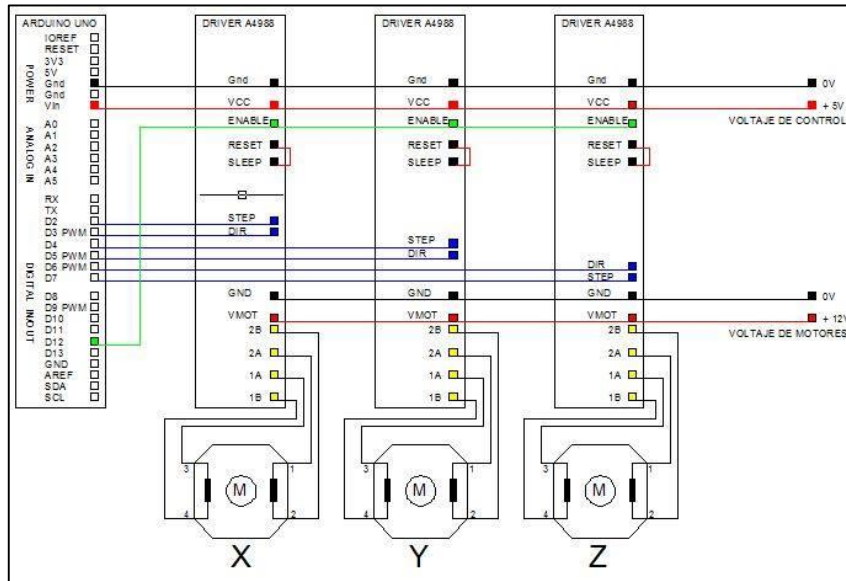 ARDUINO UNO
IOREF
RESET
3V3
5V
Gnd
Gnd
Vin
POWER
A0
A1
A2
A3
A4
A5
ANALOG IN
RX
TX
D2
D3 PWM
D4
D5 PWM
D6 PWM
D7
D8
D9 PWM
D10
D11
D12
D13
GND
AREF
SDA
SCL
DIGITAL IN/OUT
DRIVER A4988
Gnd
VCC
ENABLE
RESET
SLEEP
STEP
DIR
GND
VMOT
2B
2A
1A
1B
3
1
4
2
M
X
DRIVER A4988
Gnd
VCC
ENABLE
RESET
SLEEP
STEP
DIR
GND
VMOT
2B
2A
1A
1B
3
1
4
2
M
Y
DRIVER A4988
Gnd
VCC
ENABLE
RESET
SLEEP
DIR
STEP
GND
VMOT
2B
2A
1A
1B
3
1
4
2
M
Z
0V
+ 5V
VOLTAJE DE CONTROL
0V
+ 12V
VOLTAJE DE MOTORES